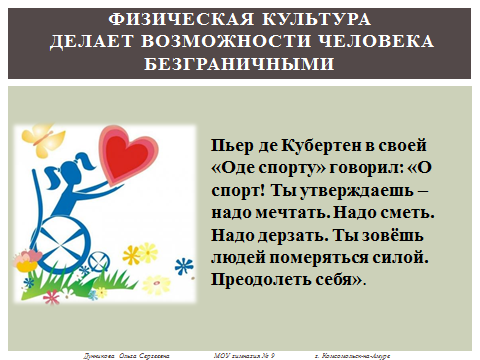 ФИЗИЧЕСКАЯ КУЛЬТУРА
ДЕЛАЕТ ВОЗМОЖНОСТИ ЧЕЛОВЕКА
БЕЗГРАНИЧНЫМИ
Пьер де Кубертен в своей
«Оде спорту» говорил: «О
спорт! Ты утверждаешь –
надо мечтать. Надо сметь.
Надо дерзать. Ты зовёшь
людей померяться силой.
Преодолеть себя».
Ольга Сергеевна МОУ гимназия № 9 г. Комсомольск-на-Амуре